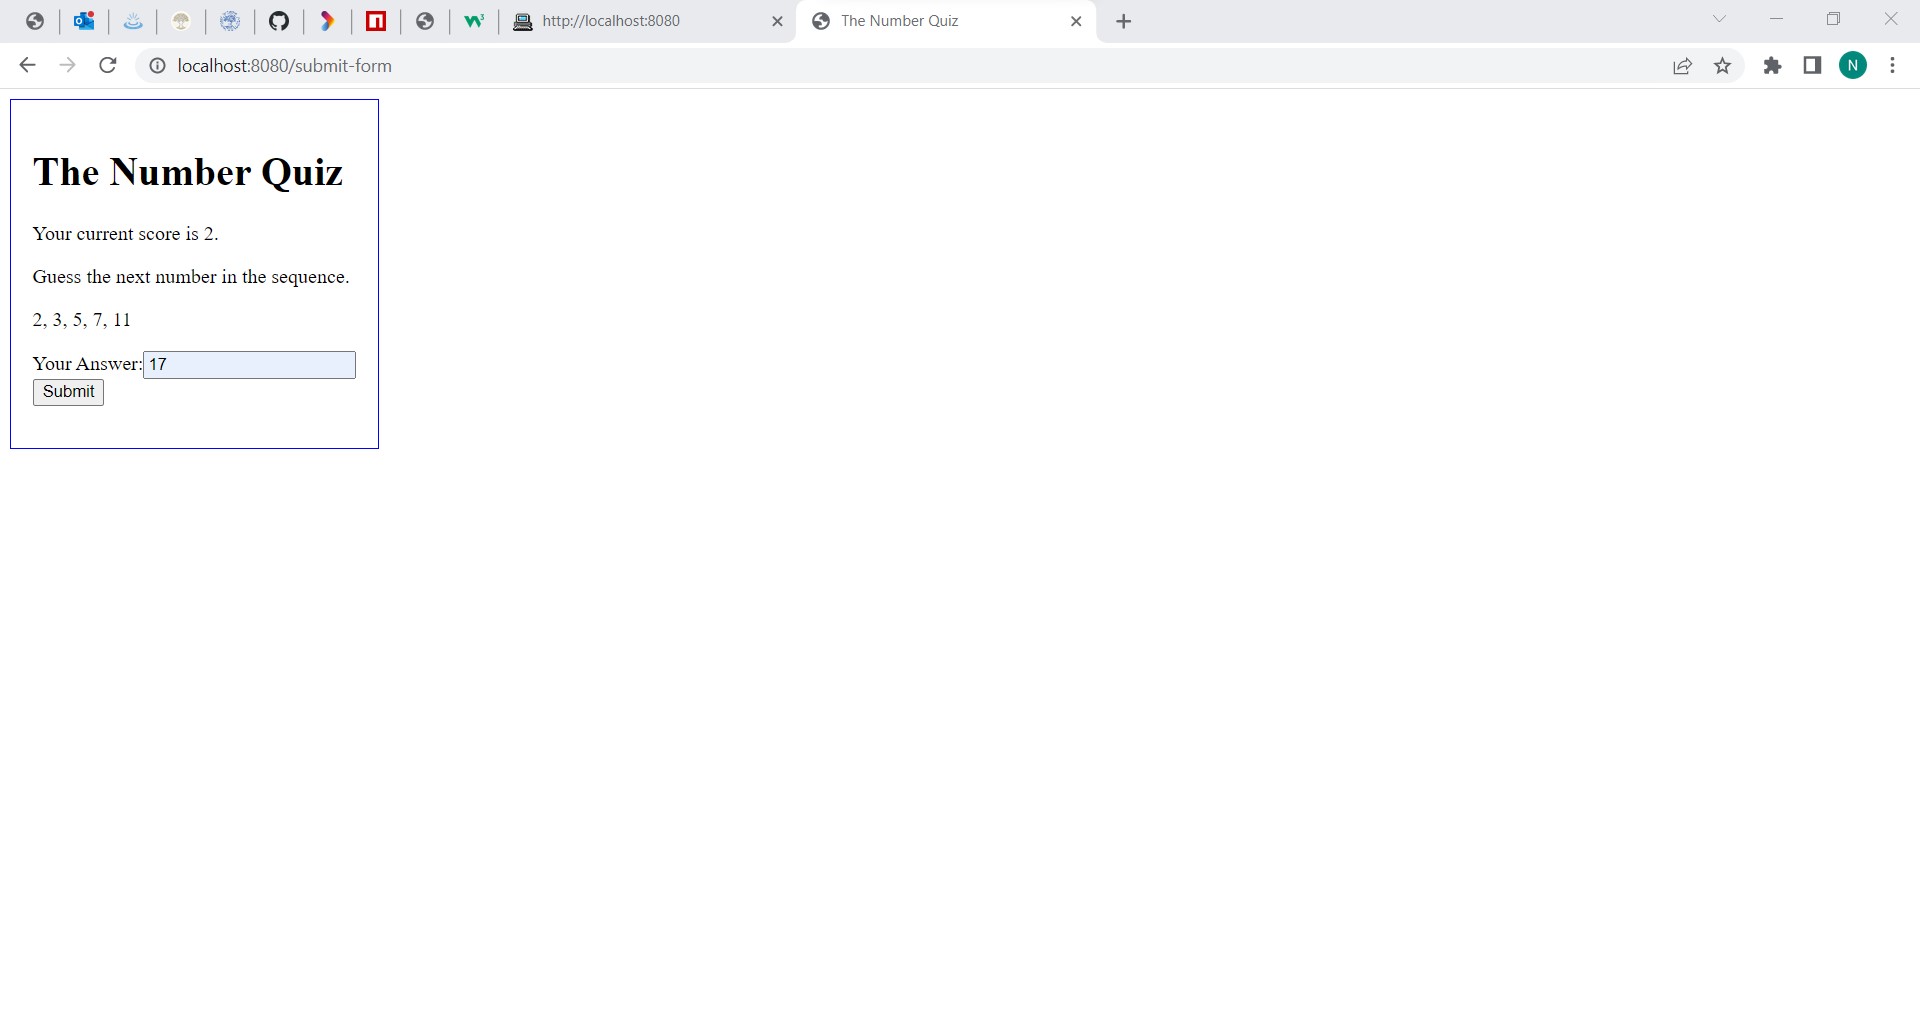 http://localhost:8080
The Number Quiz
localhost:8080/submit-form
N
The Number Quiz
Your current score is 2.
Guess the next number in the sequence.
2, 3, 5, 7, 11
Your Answer: 17
Submit